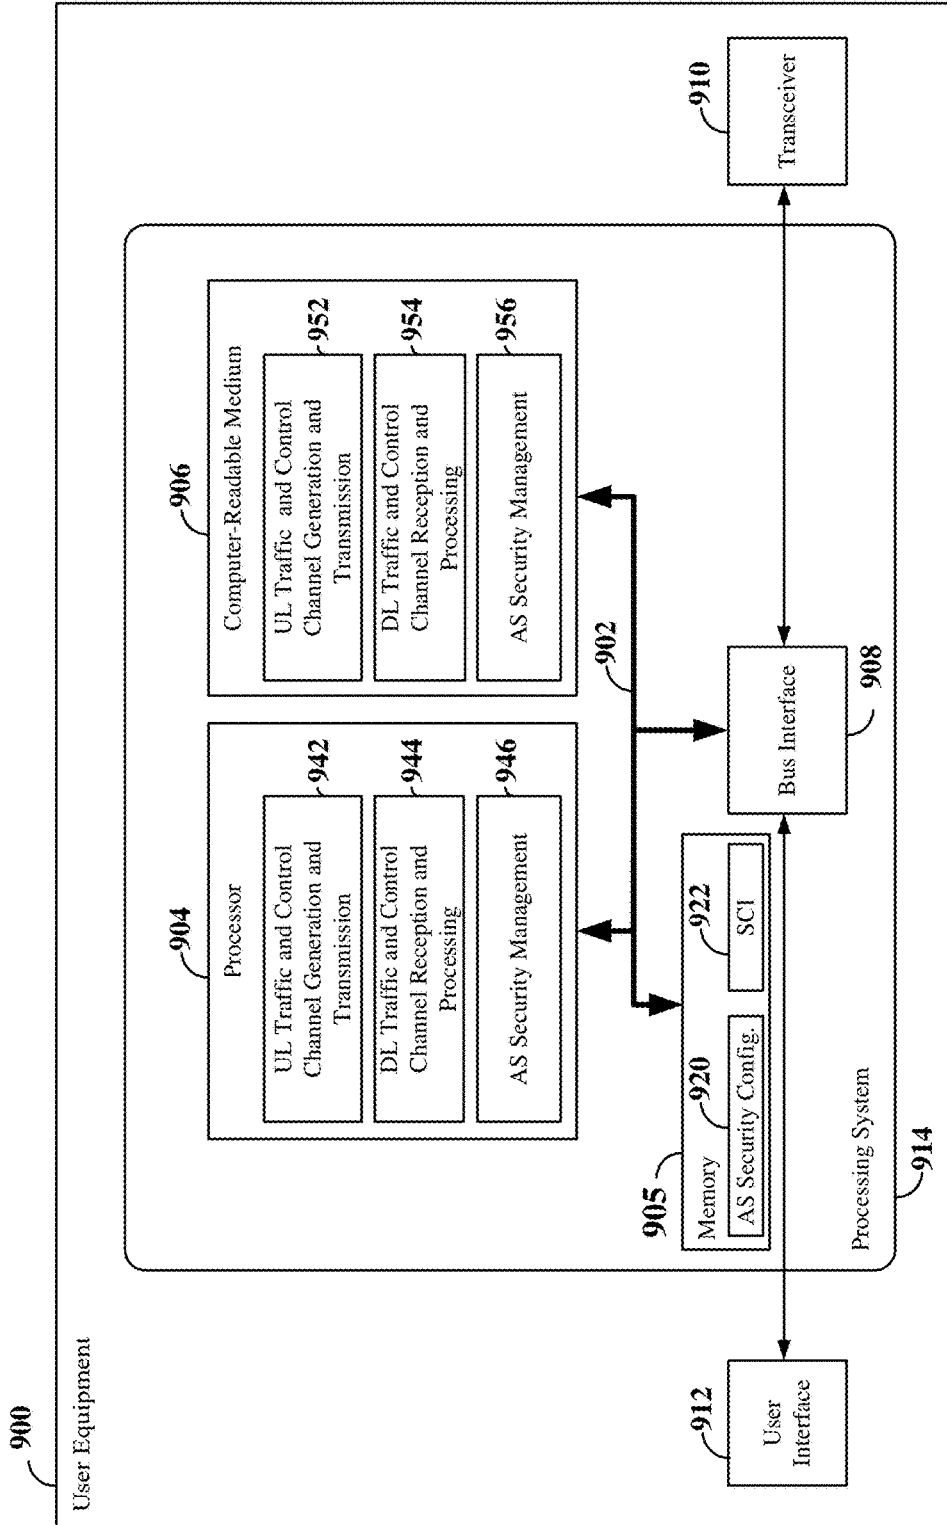 900
User Equipment
904
Processor
UL Traffic and Control
Channel Generation and
Transmission
942
DL Traffic and Control
Channel Reception and
Processing
944
AS Security Management
946
906
Computer-Readable Medium
UL Traffic and Control
Channel Generation and
Transmission
952
DL Traffic and Control
Channel Reception and
Processing
954
AS Security Management
956
902
905
Memory
920
AS Security Config.
922
SCI
Bus Interface
908
Processing System
914
912
User
Interface
910
Transceiver